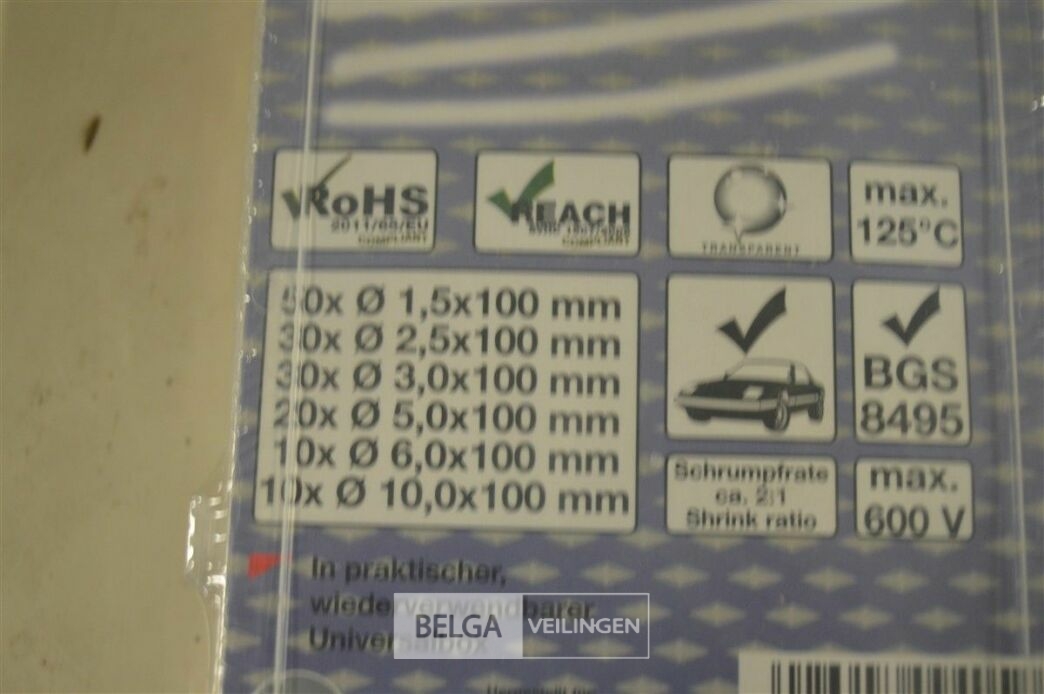 RoHS
2011/65/EU
COMPLIANT
REACH
COMPLIANT
TRANSPARENT
max.
125°C
50x Ø 1,5x100 mm
30x Ø 2,5x100 mm
30x Ø 3,0x100 mm
20x Ø 5,0x100 mm
10x Ø 6,0x100 mm
10x Ø 10,0x100 mm
BGS
8495
Schrumpfrate
ca. 2:1
Shrink ratio
max.
600 V
In praktischer,
wiederverwendbarer
Universalbox
BELGA VEILINGEN